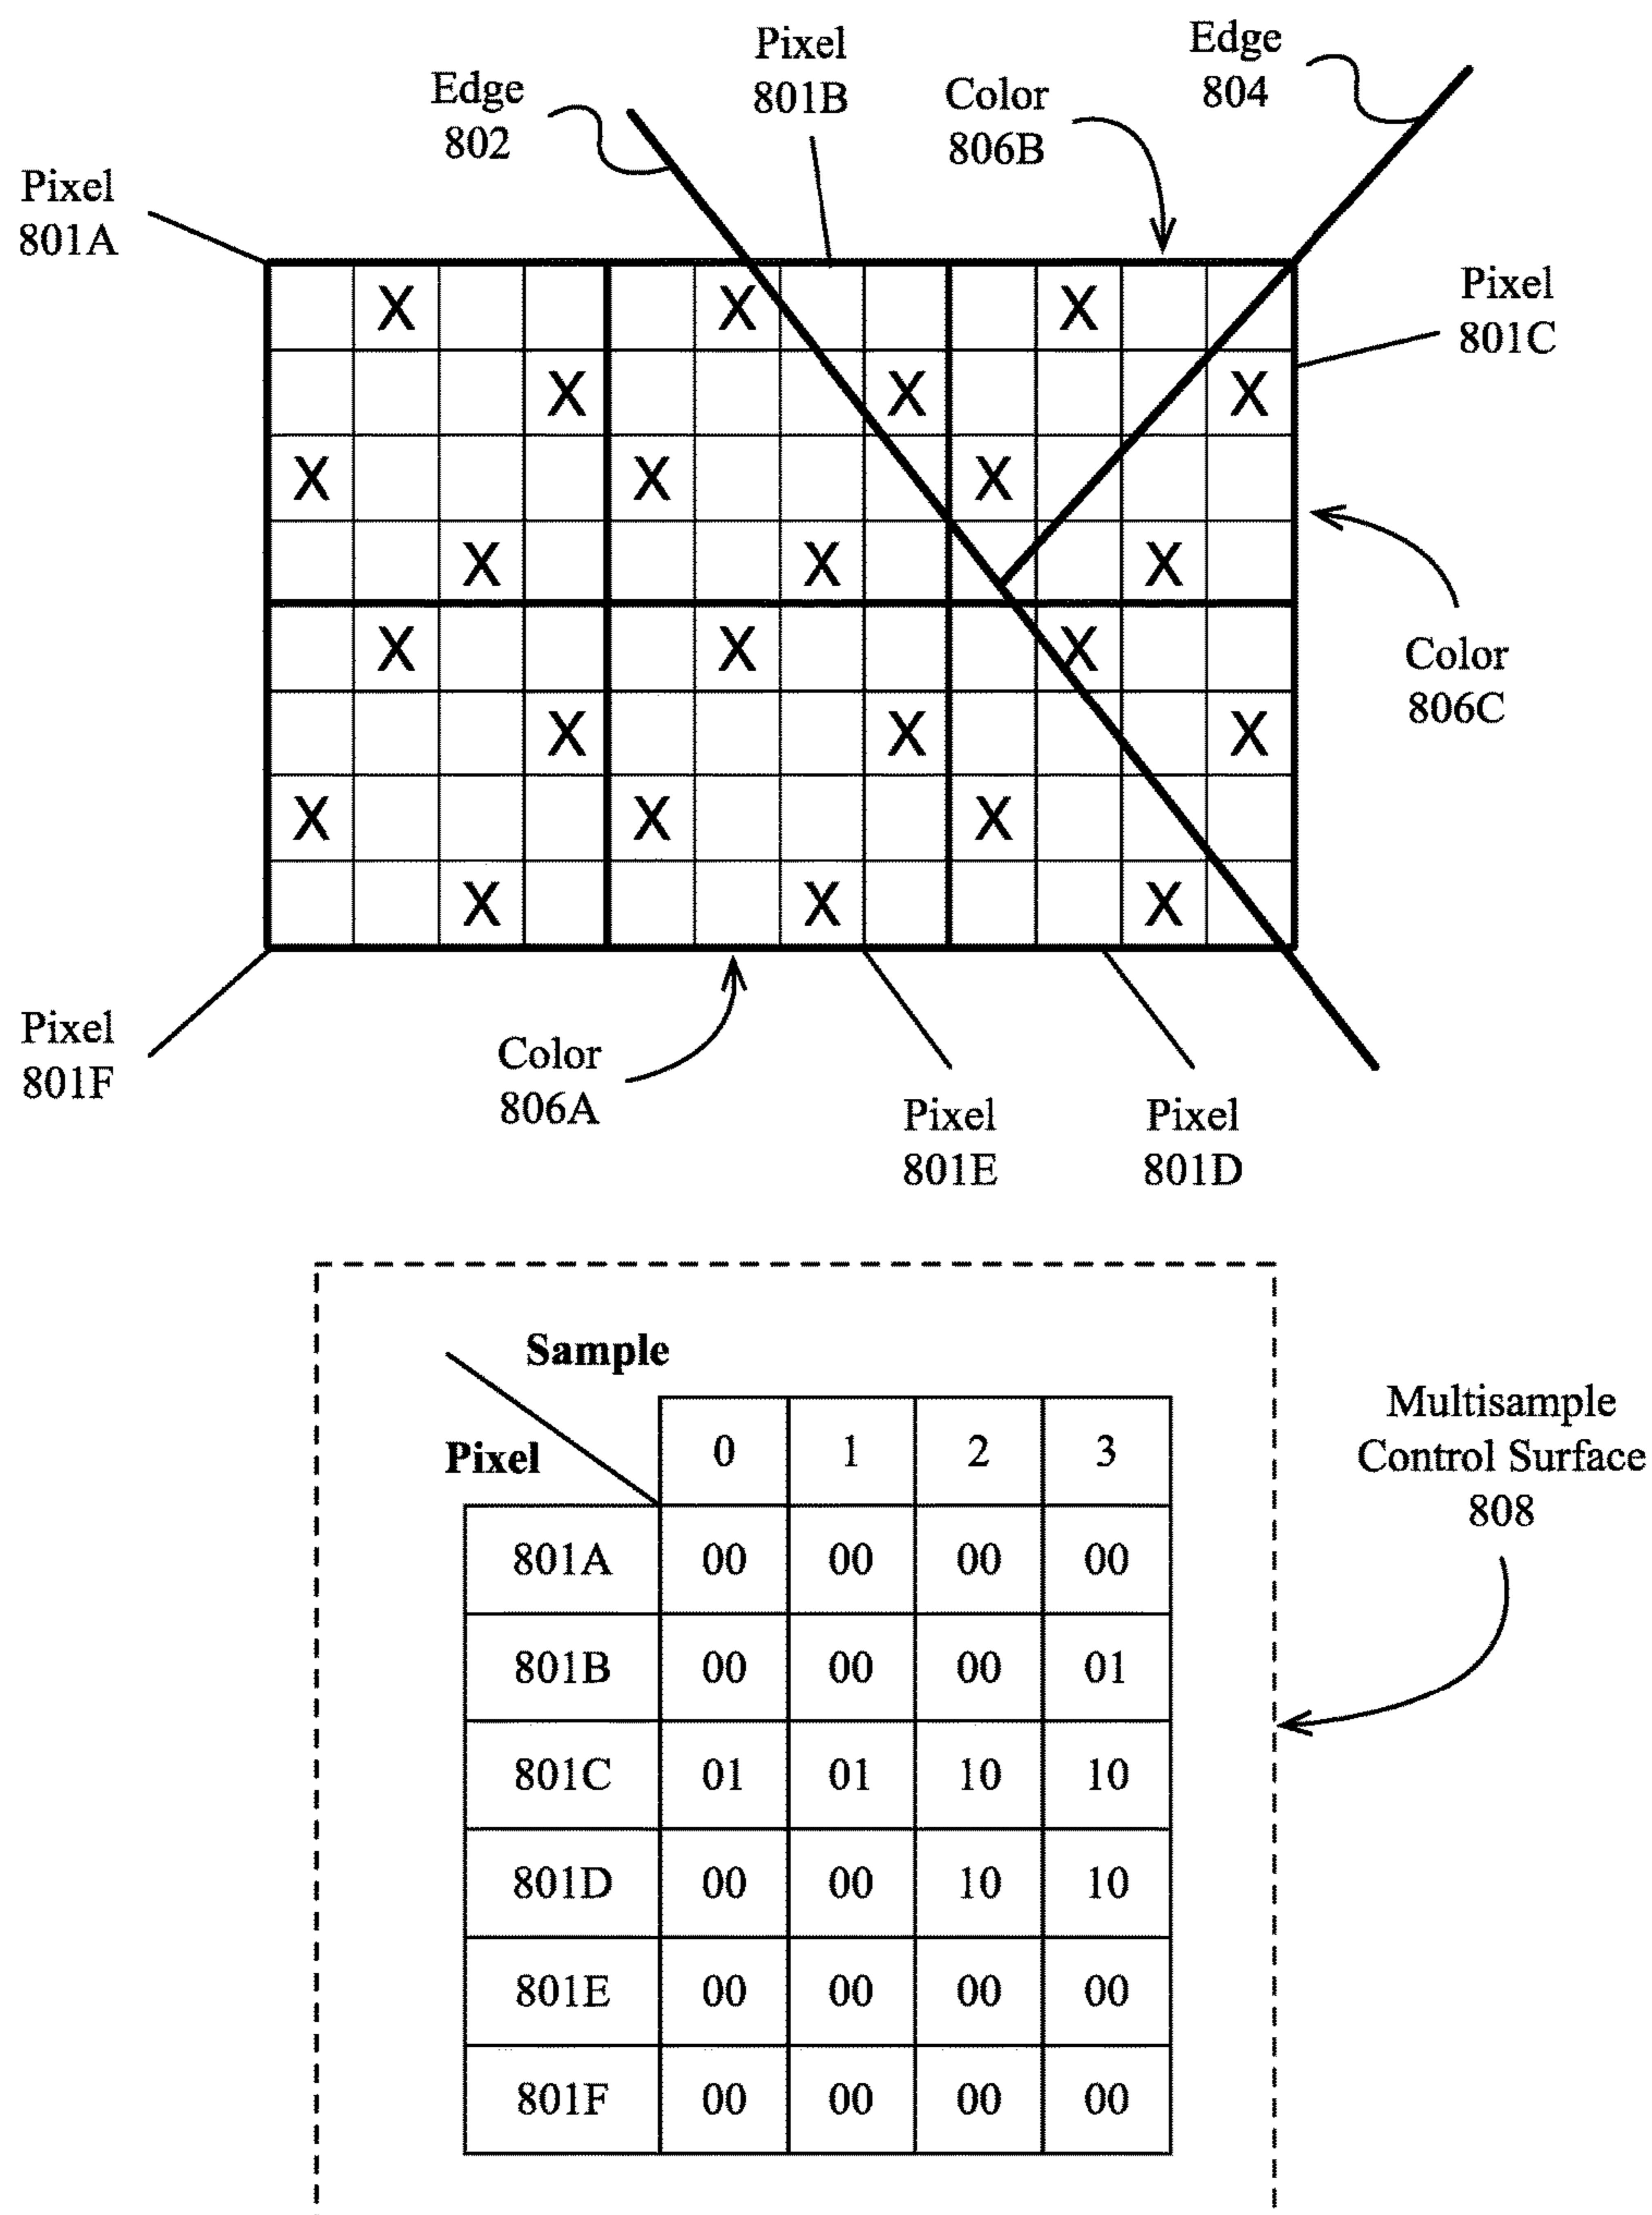 Edge
804
Pixel
801B
Edge
802
Color
806B
Pixel
801A
Pixel
801C
X X X
X X X
X X X
X X X
X X X
X X X
X X X
X X X
Color
806C
Pixel
801F
Color
806A
Pixel
801E
Pixel
801D
Sample
Pixel
0 1 2 3
801A 00 00 00 00
801B 00 00 00 01
801C 01 01 10 10
801D 00 00 10 10
801E 00 00 00 00
801F 00 00 00 00
Multisample
Control Surface
808